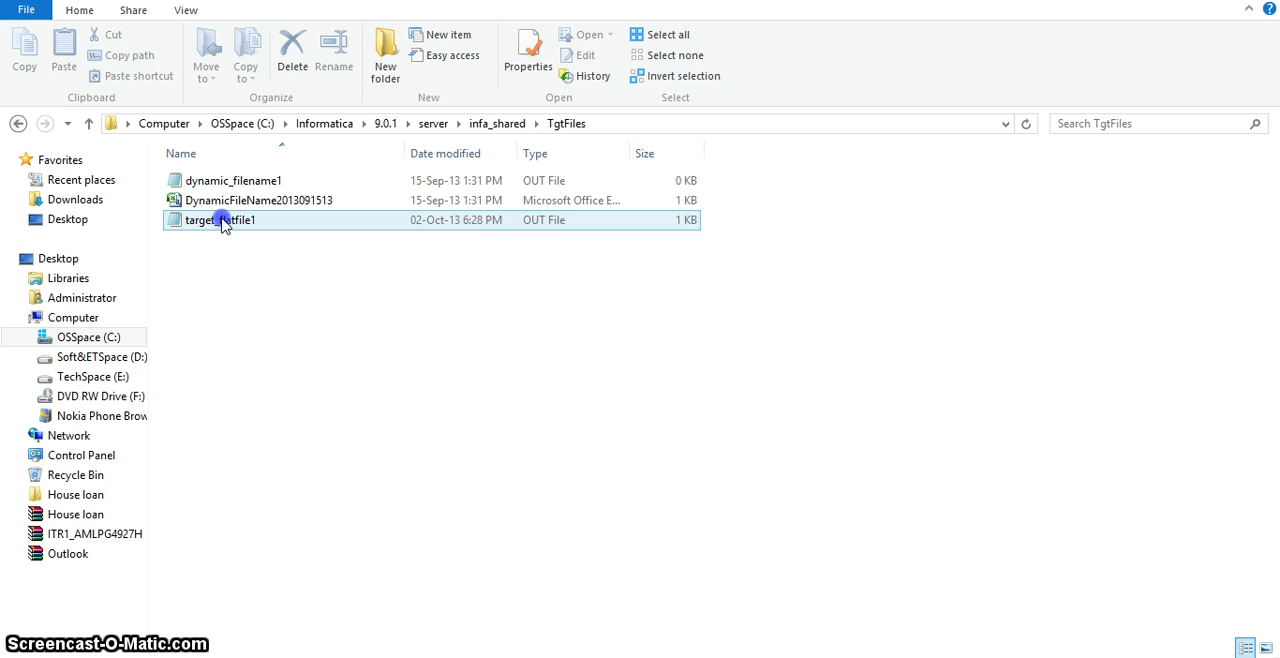 File Home Share View
Copy Paste Cut Copy path Paste shortcut Clipboard
Move to Copy to Delete Rename Organize
New folder New item Easy access New
Properties Open Edit History Open
Select all Select none Invert selection Select
Computer OSSpace (C:) Informatica 9.0.1 server infa_shared TgtFiles Search TgtFiles
Name Date modified Type Size
dynamic_filename1 15-Sep-13 1:31 PM OUT File 0 KB
DynamicFileName2013091513 15-Sep-13 1:31 PM Microsoft Office E... 1 KB
target_flatfile1 02-Oct-13 6:28 PM OUT File 1 KB
Favorites
Recent places
Downloads
Desktop
Desktop
Libraries
Administrator
Computer
OSSpace (C:)
Soft&ETSpace (D:)
TechSpace (E:)
DVD RW Drive (F:)
Nokia Phone Brow
Network
Control Panel
Recycle Bin
House loan
House loan
ITR1_AMLPG4927H
Outlook
Screencast-O-Matic.com